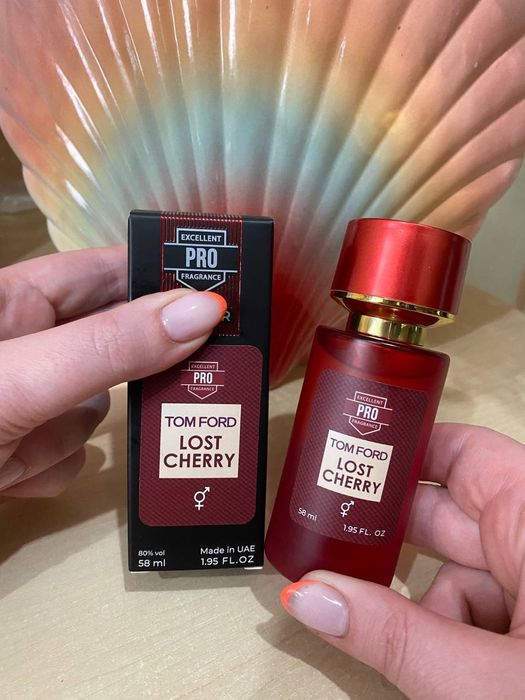 EXCELLENT
PRO
FRAGRANCE
R
EXCELLENT
PRO
FRAGRANCE
TOM FORD
LOST
CHERRY
80% vol
58 ml
Made in UAE
1.95 FL.OZ
EXCELLENT
PRO
FRAGRANCE
TOM FORD
LOST
CHERRY
58 ml
1.95 FL. OZ